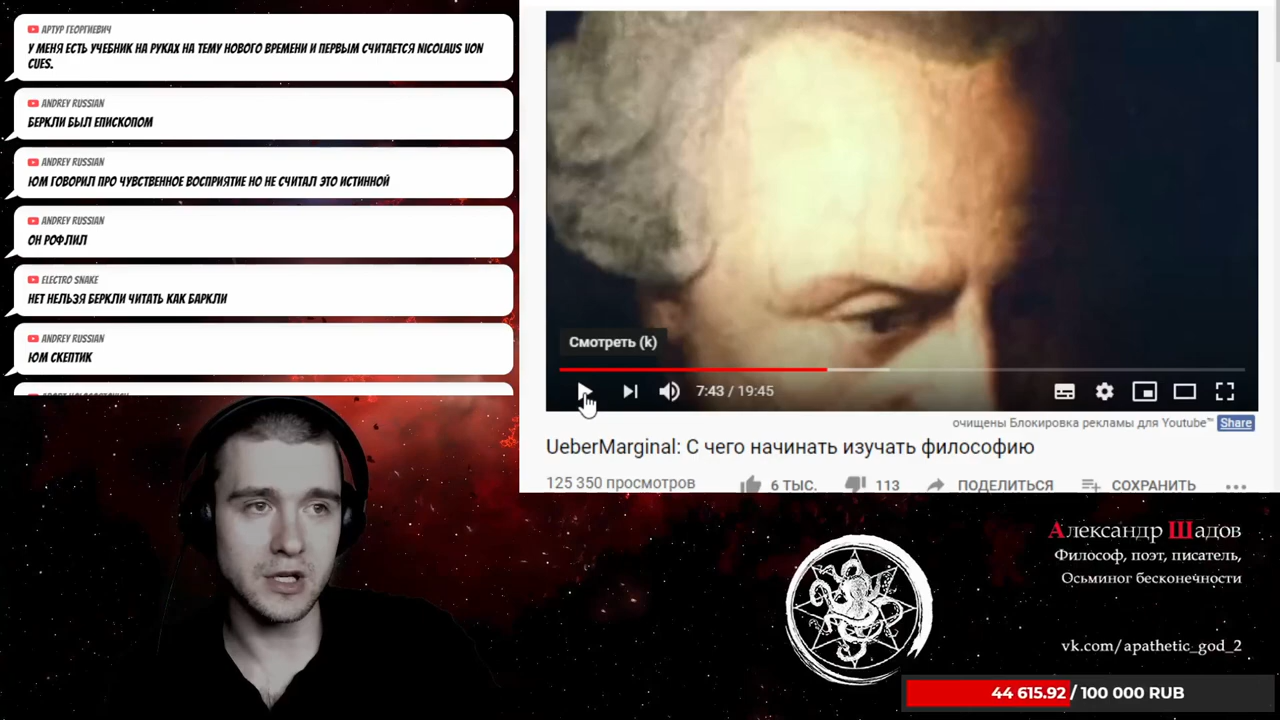 АРТУР ГЕОРГИЕВИЧ
У МЕНЯ ЕСТЬ УЧЕБНИК НА РУКАХ НА ТЕМУ НОВОГО ВРЕМЕНИ И ПЕРВЫМ СЧИТАЕТСЯ NICOLAUS VON
CUES.
ANDREY RUSSIAN
БЕРКЛИ БЫЛ ЕПИСКОПОМ
ANDREY RUSSIAN
ЮМ ГОВОРИЛ ПРО ЧУВСТВЕННОЕ ВОСПРИЯТИЕ НО НЕ СЧИТАЛ ЭТО ИСТИННОЙ
ANDREY RUSSIAN
ОН РОФЛИЛ
ELECTRO SNAKE
НЕТ НЕЛЬЗЯ БЕРКЛИ ЧИТАТЬ КАК БАРКЛИ
ANDREY RUSSIAN
ЮМ СКЕПТИК
Смотреть (k)
7:43 / 19:45
очищены Блокировка рекламы для Youtube™ Share
UeberMarginal: С чего начинать изучать философию
125 350 просмотров
6 ТЫС.
113
ПОДЕЛИТЬСЯ
СОХРАНИТЬ
Александр Шадов
Философ, поэт, писатель,
Осьминог бесконечности
vk.com/apathetic_god_2
44 615.92 / 100 000 RUB